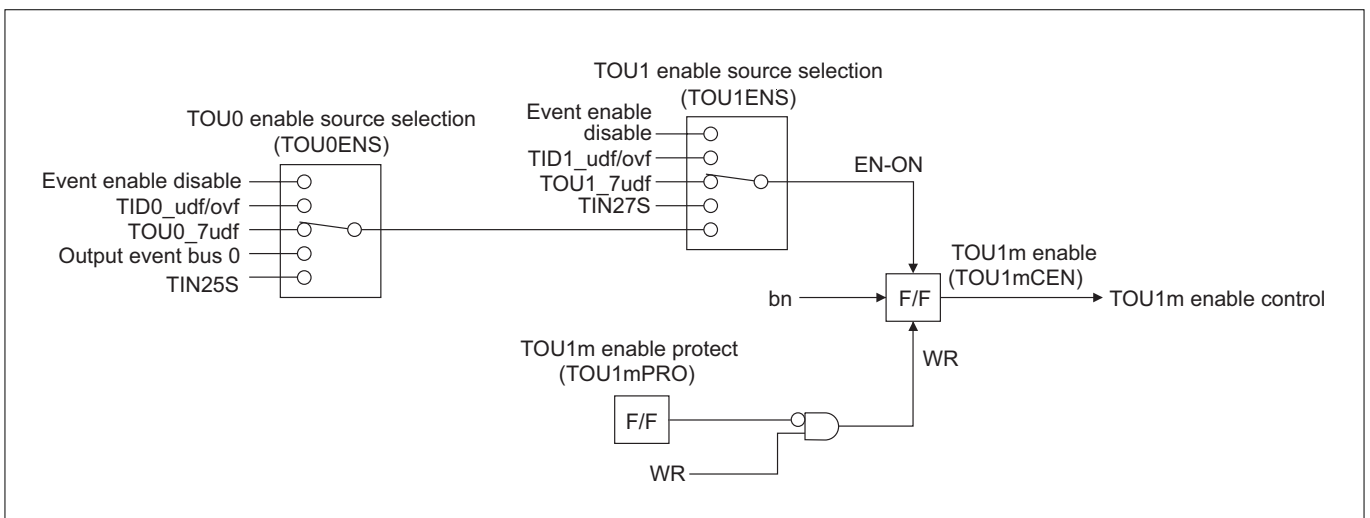 TOU1 enable source selection
(TOU1ENS)
Event enable
disable
TID1_udf/ovf
TOU1_7udf
TIN27S
EN-ON
TOU0 enable source selection
(TOU0ENS)
Event enable disable
TID0_udf/ovf
TOU0_7udf
Output event bus 0
TIN25S
TOU1m enable
(TOU1mCEN)
bn
F/F
TOU1m enable control
WR
TOU1m enable protect
(TOU1mPRO)
F/F
WR